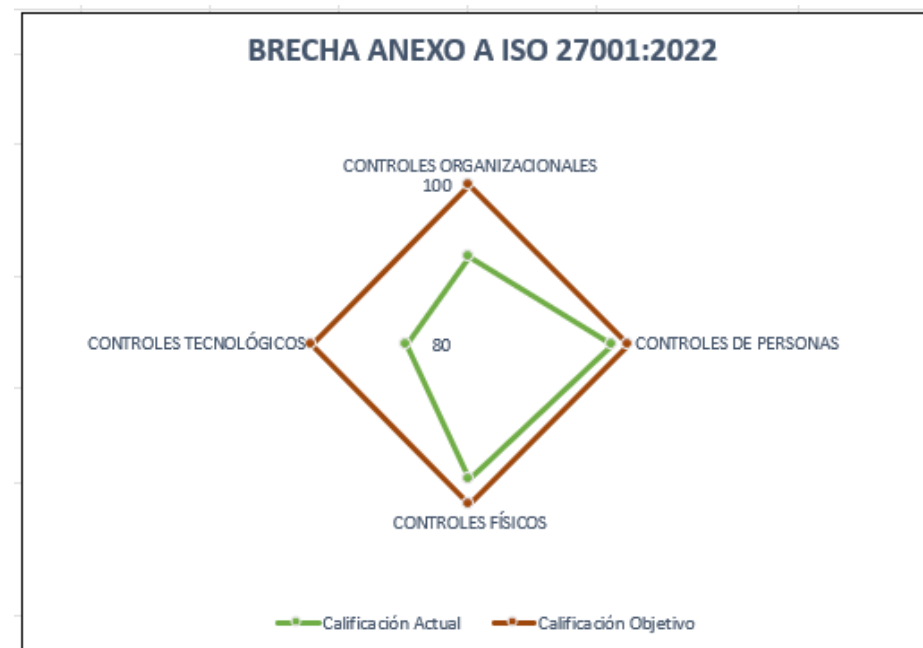 BRECHA ANEXO A ISO 27001:2022
CONTROLES ORGANIZACIONALES
100
CONTROLES TECNOLÓGICOS
80
CONTROLES DE PERSONAS
CONTROLES FÍSICOS
Calificación Actual
Calificación Objetivo